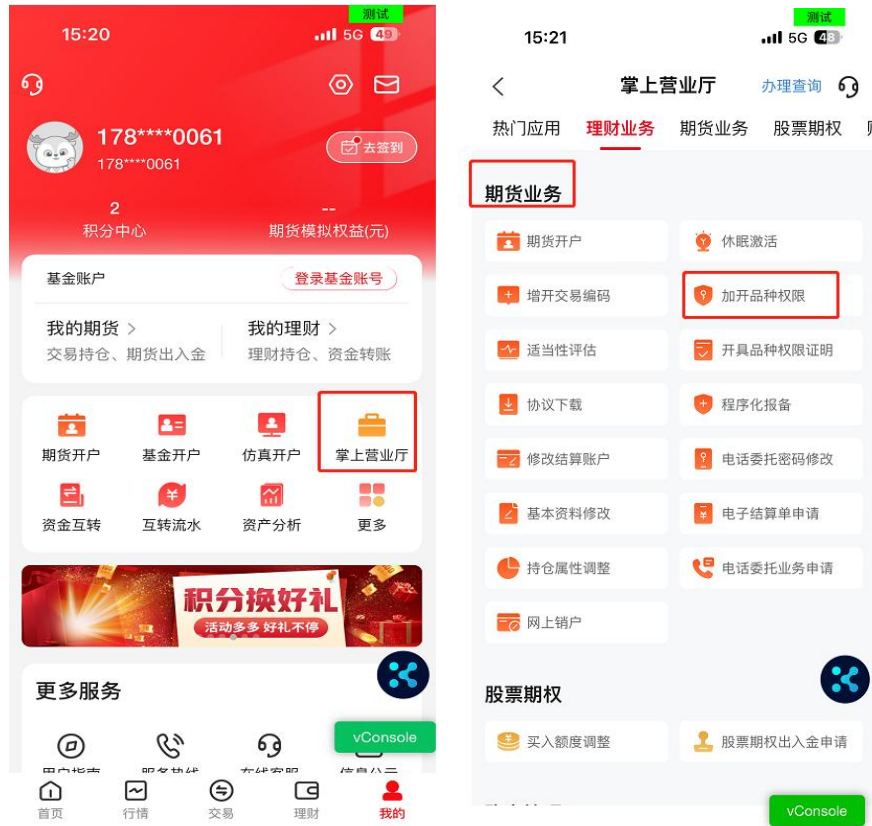 测试
15:20
5G 49
178****0061
178****0061
去签到
2
--
积分中心
期货模拟权益(元)
基金账户
登录基金账号
我的期货 >
我的理财 >
交易持仓、期货出入金
理财持仓、资金转账
期货开户
基金开户
仿真开户
掌上营业厅
资金互转
互转流水
资产分析
更多
积分换好礼
活动多多 好礼不停
更多服务
vConsole
首页
行情
交易
理财
我的
测试
15:21
5G 48
掌上营业厅
办理查询
热门应用
理财业务
期货业务
股票期权
期货业务
期货开户
休眠激活
增开交易编码
加开品种权限
适当性评估
开具品种权限证明
协议下载
程序化报备
修改结算账户
电话委托密码修改
基本资料修改
电子结算单申请
持仓属性调整
电话委托业务申请
网上销户
股票期权
买入额度调整
股票期权出入金申请
vConsole